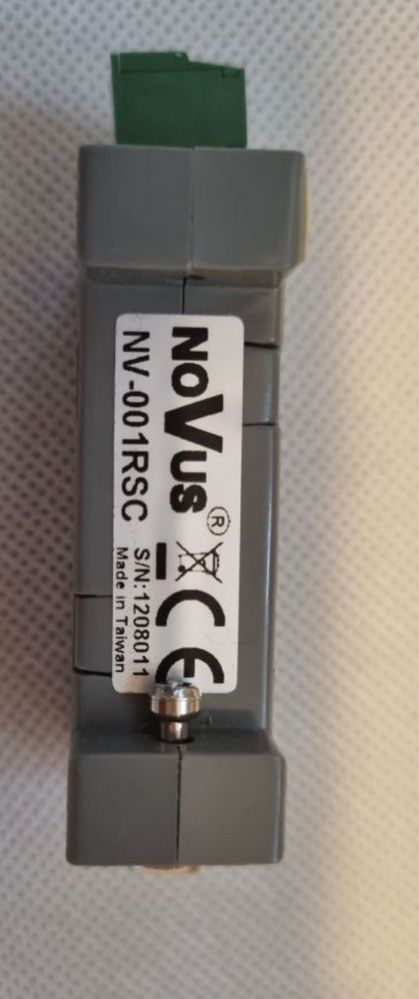 NOVUS®
NV-001RSC
CE
S/N:1208011
Made in Taiwan